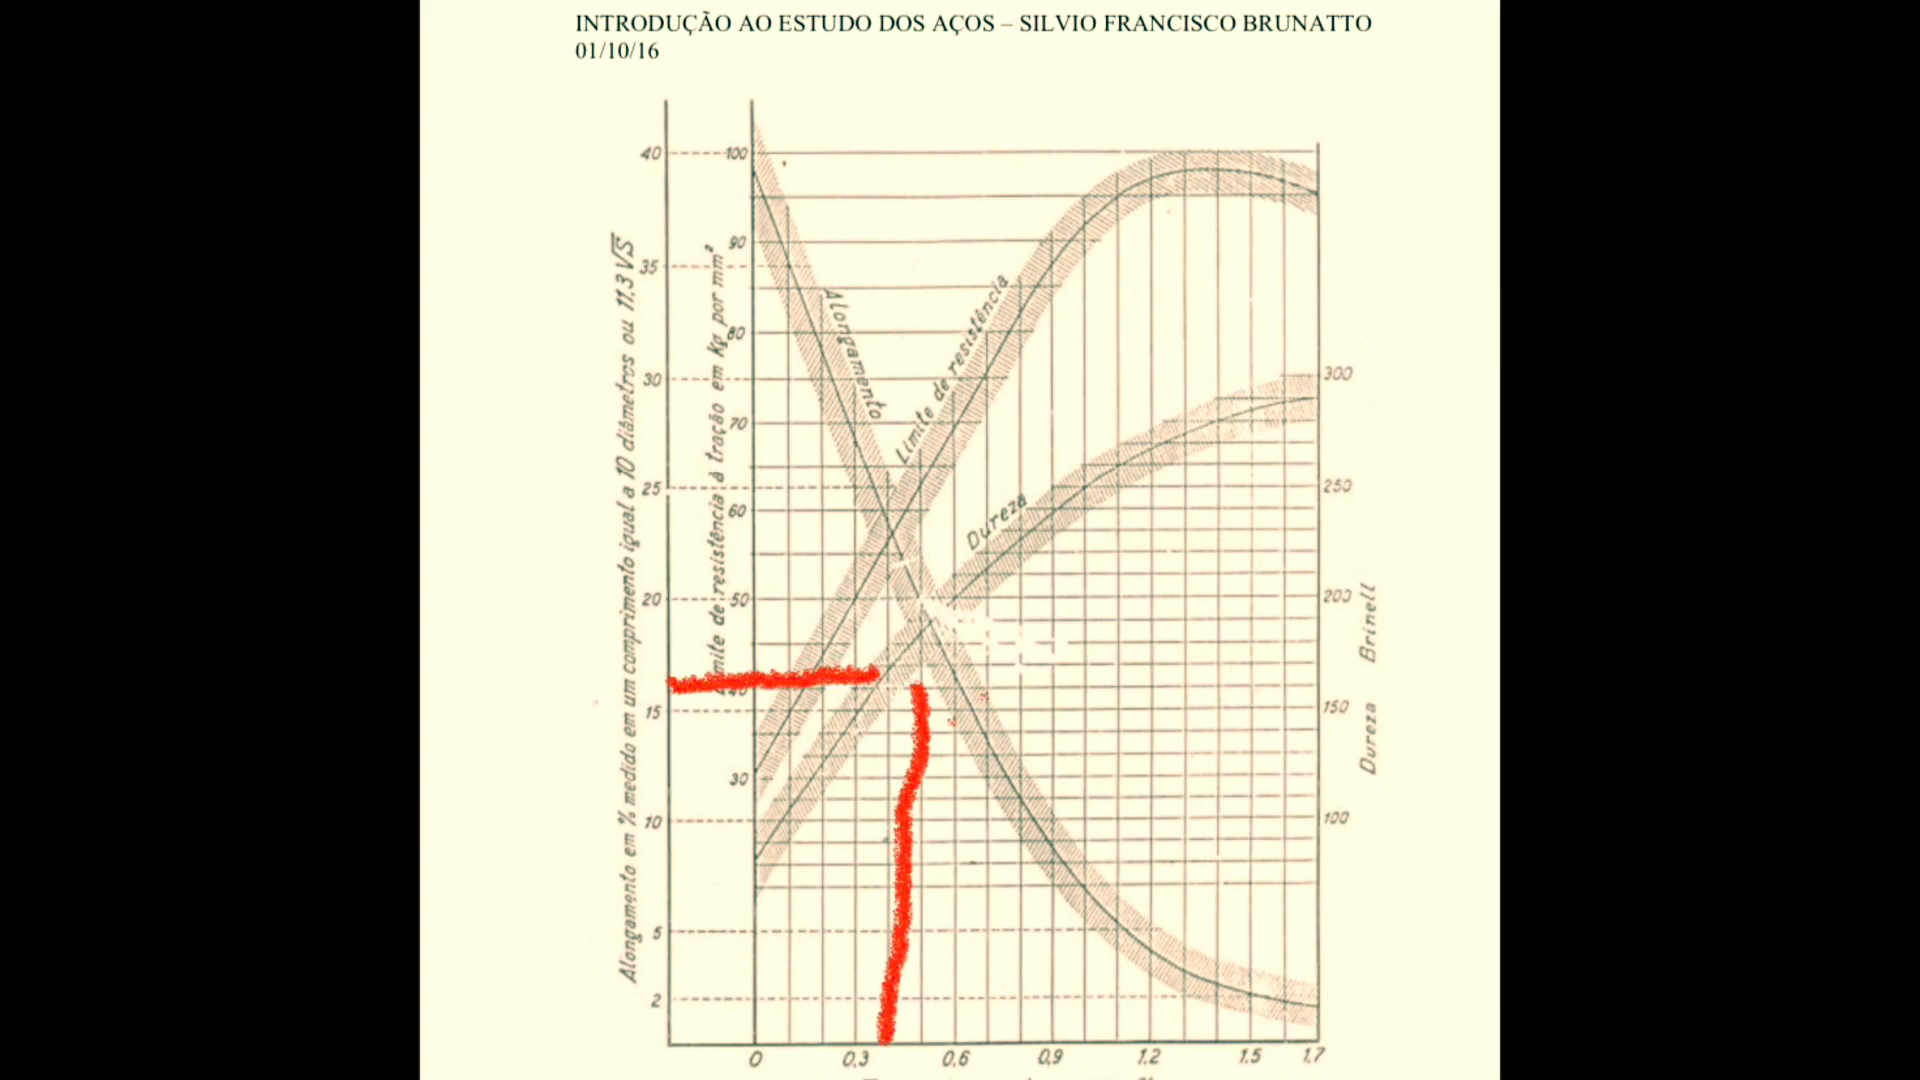 INTRODUÇÃO AO ESTUDO DOS AÇOS – SILVIO FRANCISCO BRUNATTO
01/10/16
Alongamento em % medido em um comprimento igual a 10 diâmetros ou 11,3 √S
40
35
30
25
20
15
10
5
2
Limite de resistência à tração em Kg por mm²
100
90
80
70
60
50
40
30
Alongamento
Limite de resistência
Dureza
300
250
200
150
100
Dureza Brinell
0 0,3 0,6 0,9 1,2 1.5 1,7